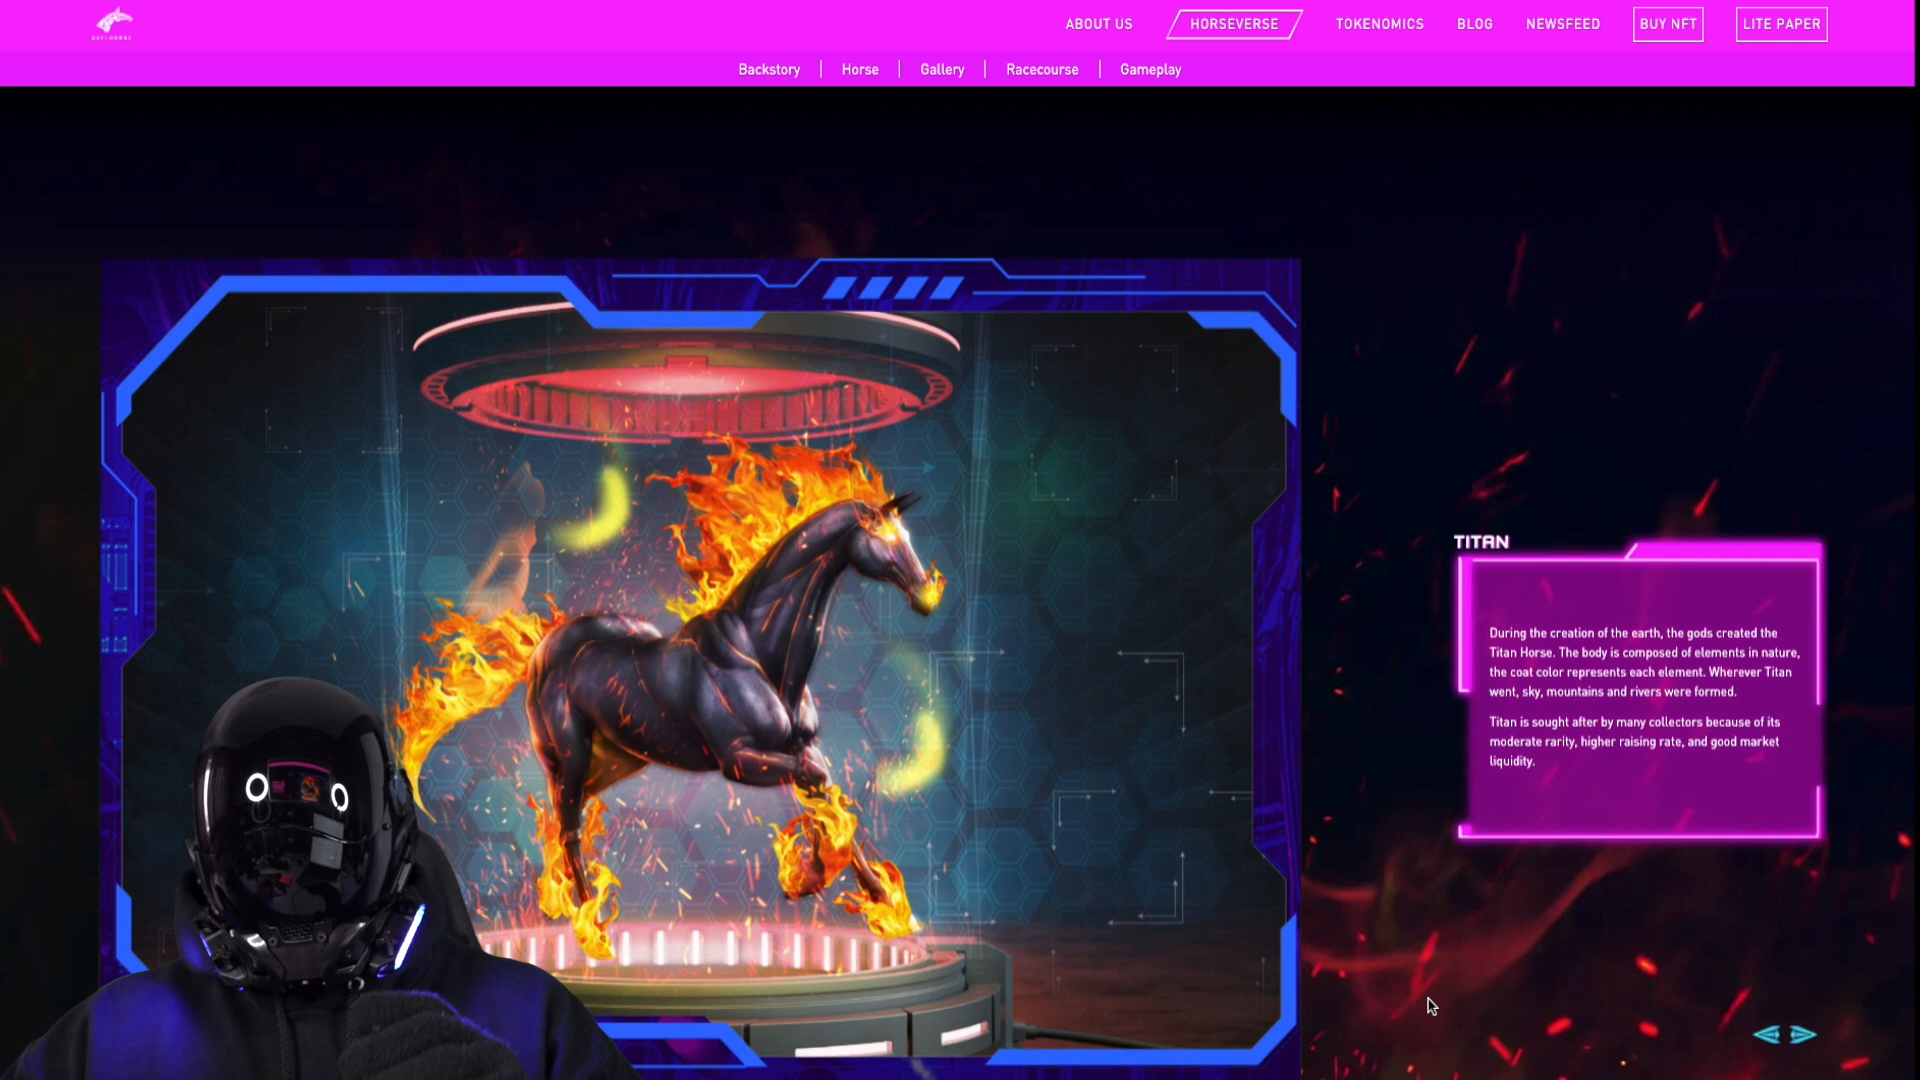 DEFIHORSE
ABOUT US
HORSEVERSE
TOKENOMICS
BLOG
NEWSFEED
BUY NFT
LITE PAPER
Backstory
Horse
Gallery
Racecourse
Gameplay
TITAN
During the creation of the earth, the gods created the
Titan Horse. The body is composed of elements in nature,
the coat color represents each element. Wherever Titan
went, sky, mountains and rivers were formed.
Titan is sought after by many collectors because of its
moderate rarity, higher raising rate, and good market
liquidity.